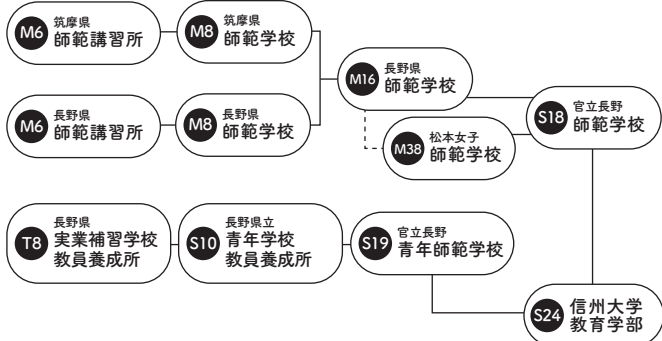 M6
筑摩県
師範講習所
M8
筑摩県
師範学校
M6
長野県
師範講習所
M8
長野県
師範学校
M16
長野県
師範学校
M38
松本女子
師範学校
S18
官立長野
師範学校
T8
長野県
実業補習学校
教員養成所
S10
長野県立
青年学校
教員養成所
S19
官立長野
青年師範学校
S24
信州大学
教育学部